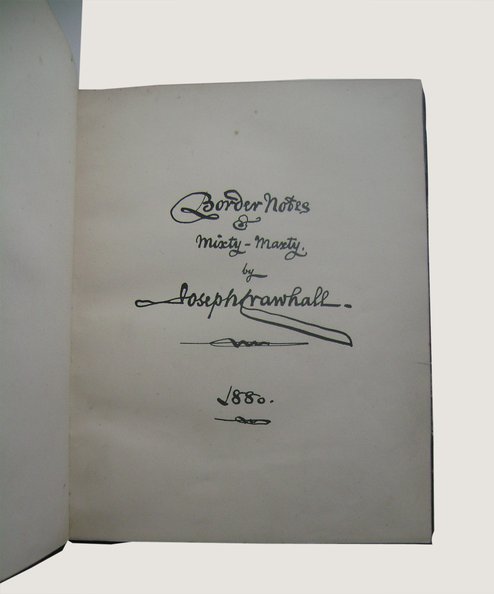 Border Notes
&
Mixty-Maxty.
by
Joseph Crawhall.
1880.